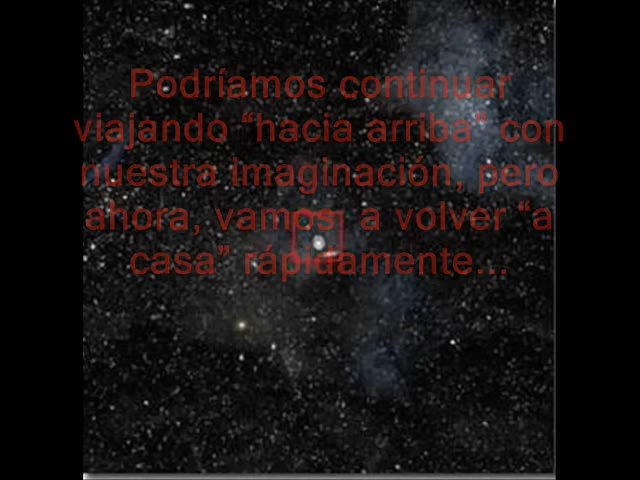 Podríamos continuar
viajando “hacia arriba” con
nuestra imaginación, pero
ahora, vamos  a volver “a
casa” rápidamente...